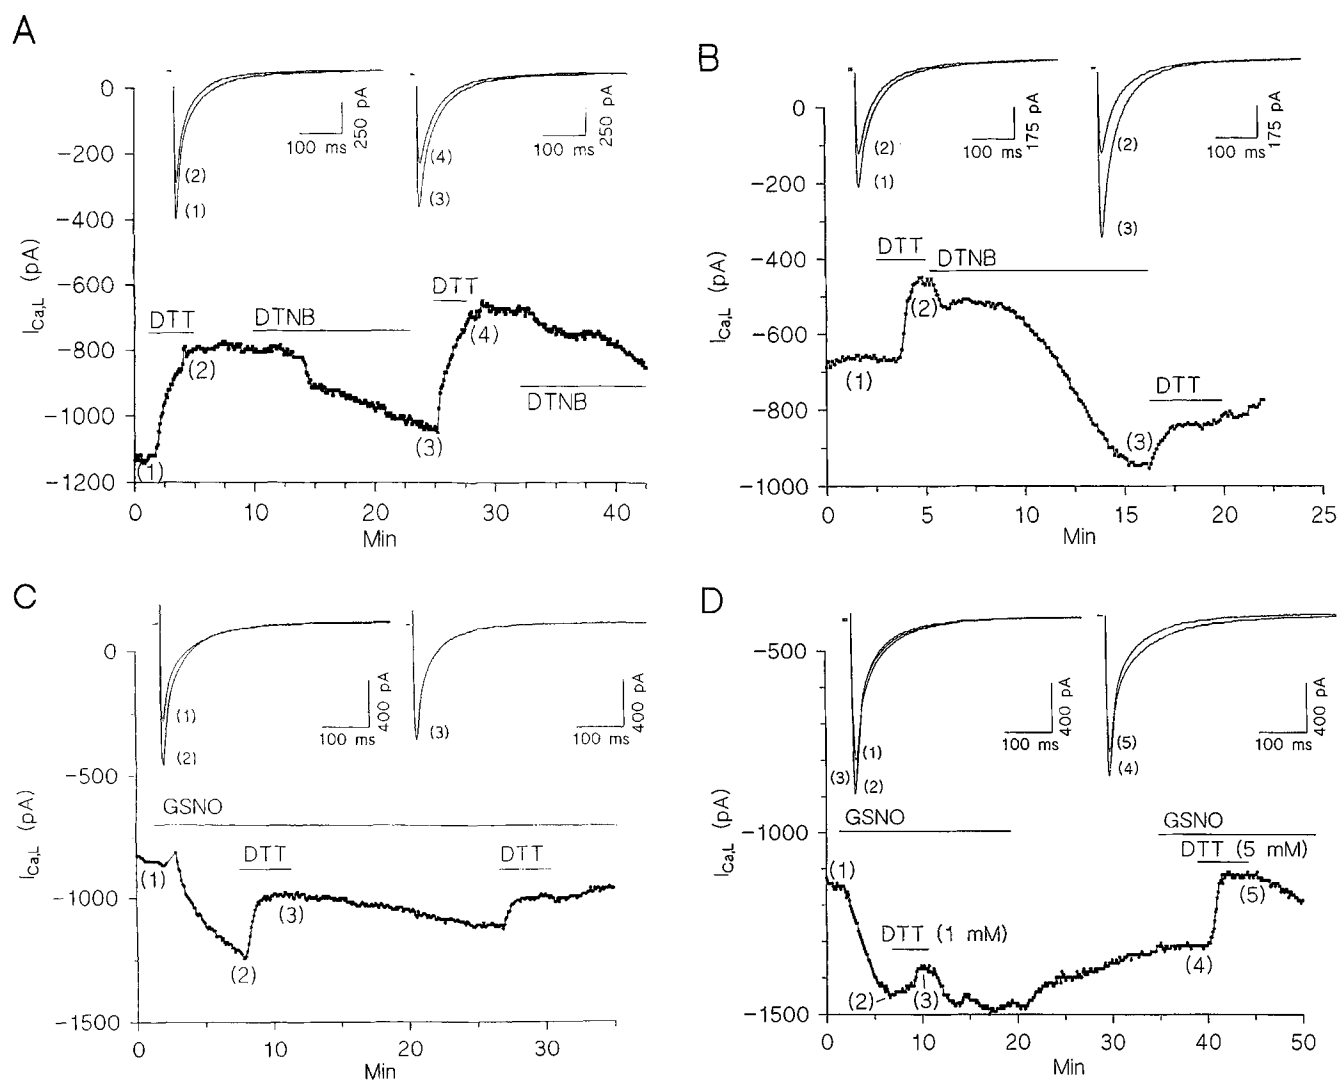 A
0
-200
-400
-600
-800
-1000
-1200
I Ca,L (pA)
0
10
20
30
40
Min
(2)
(1)
100 ms
250 pA
(4)
(3)
100 ms
250 pA
DTT
DTNB
DTT
DTNB
(1)
(2)
(3)
(4)
B
0
-200
-400
-600
-800
-1000
I Ca,L (pA)
0
5
10
15
20
25
Min
(2)
(1)
100 ms
175 pA
(2)
(3)
100 ms
175 pA
DTT
DTNB
DTT
(1)
(2)
(3)
C
0
-500
-1000
-1500
I Ca,L (pA)
0
10
20
30
Min
(1)
(2)
100 ms
400 pA
(3)
100 ms
400 pA
GSNO
DTT
DTT
(1)
(2)
(3)
D
-500
-1000
-1500
I Ca,L (pA)
0
10
20
30
40
50
Min
(1)
(3)
(2)
100 ms
400 pA
(5)
(4)
100 ms
400 pA
GSNO
GSNO
DTT (5 mM)
DTT (1 mM)
(1)
(2)
(3)
(4)
(5)